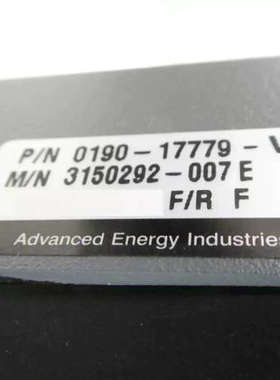 P/N 0190-17779-
M/N 3150292-007 E
F/R F
Advanced Energy Industries